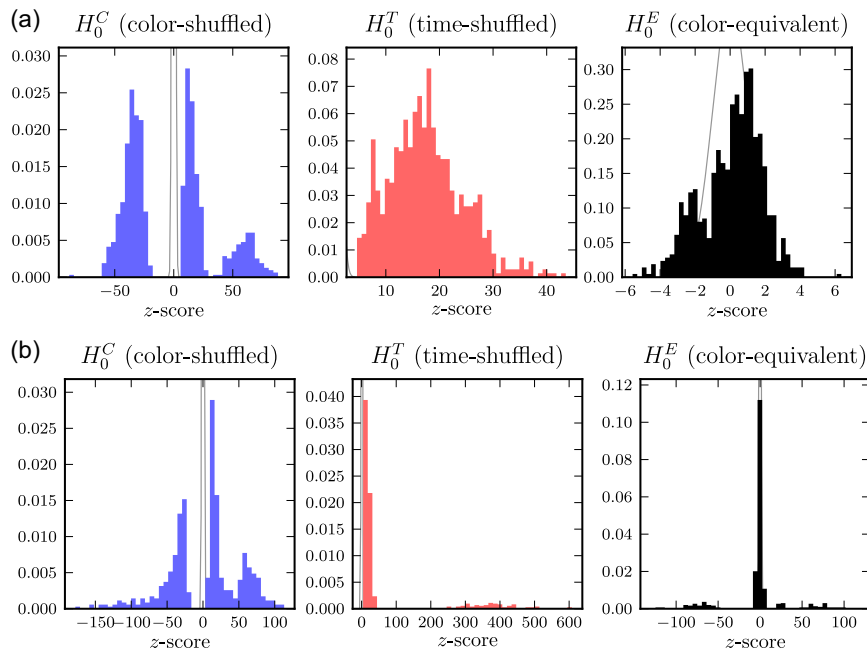 (a)
H₀ᶜ (color-shuffled)
H₀ᵀ (time-shuffled)
H₀ᴱ (color-equivalent)
0.030
0.025
0.020
0.015
0.010
0.005
0.000
−50 0 50
z-score
0.08
0.07
0.06
0.05
0.04
0.03
0.02
0.01
0.00
10 20 30 40
z-score
0.30
0.25
0.20
0.15
0.10
0.05
0.00
−6 −4 −2 0 2 4 6
z-score
(b)
H₀ᶜ (color-shuffled)
H₀ᵀ (time-shuffled)
H₀ᴱ (color-equivalent)
0.030
0.025
0.020
0.015
0.010
0.005
0.000
−150 −100 −50 0 50 100
z-score
0.040
0.035
0.030
0.025
0.020
0.015
0.010
0.005
0.000
0 100 200 300 400 500 600
z-score
0.12
0.10
0.08
0.06
0.04
0.02
0.00
−100 −50 0 50 100
z-score